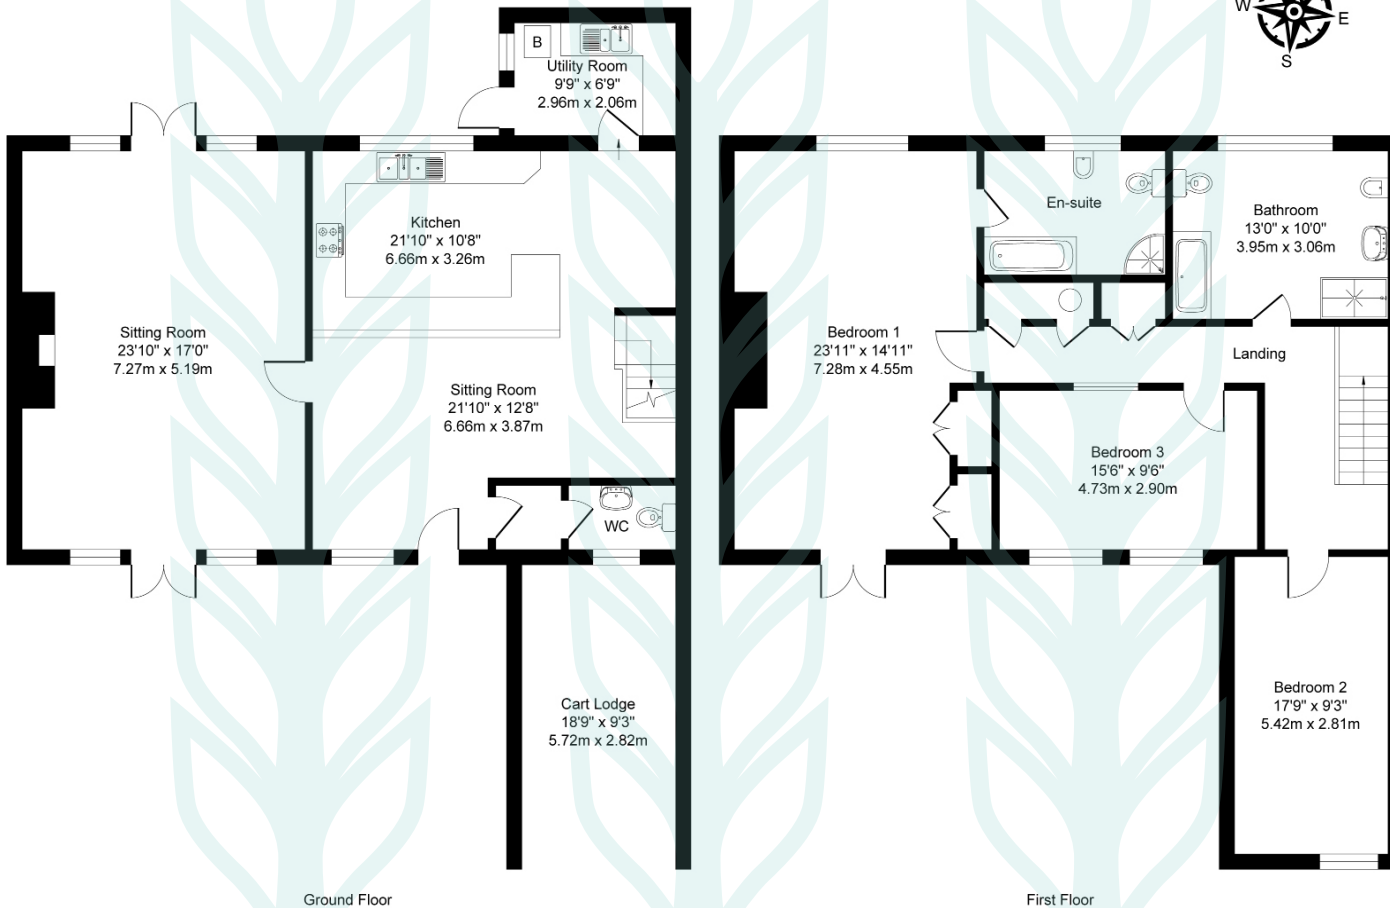 W
E
S
B
Utility Room
9'9" x 6'9"
2.96m x 2.06m
Kitchen
21'10" x 10'8"
6.66m x 3.26m
Sitting Room
23'10" x 17'0"
7.27m x 5.19m
Sitting Room
21'10" x 12'8"
6.66m x 3.87m
WC
Cart Lodge
18'9" x 9'3"
5.72m x 2.82m
Ground Floor
En-suite
Bathroom
13'0" x 10'0"
3.95m x 3.06m
Bedroom 1
23'11" x 14'11"
7.28m x 4.55m
Landing
Bedroom 3
15'6" x 9'6"
4.73m x 2.90m
Bedroom 2
17'9" x 9'3"
5.42m x 2.81m
First Floor